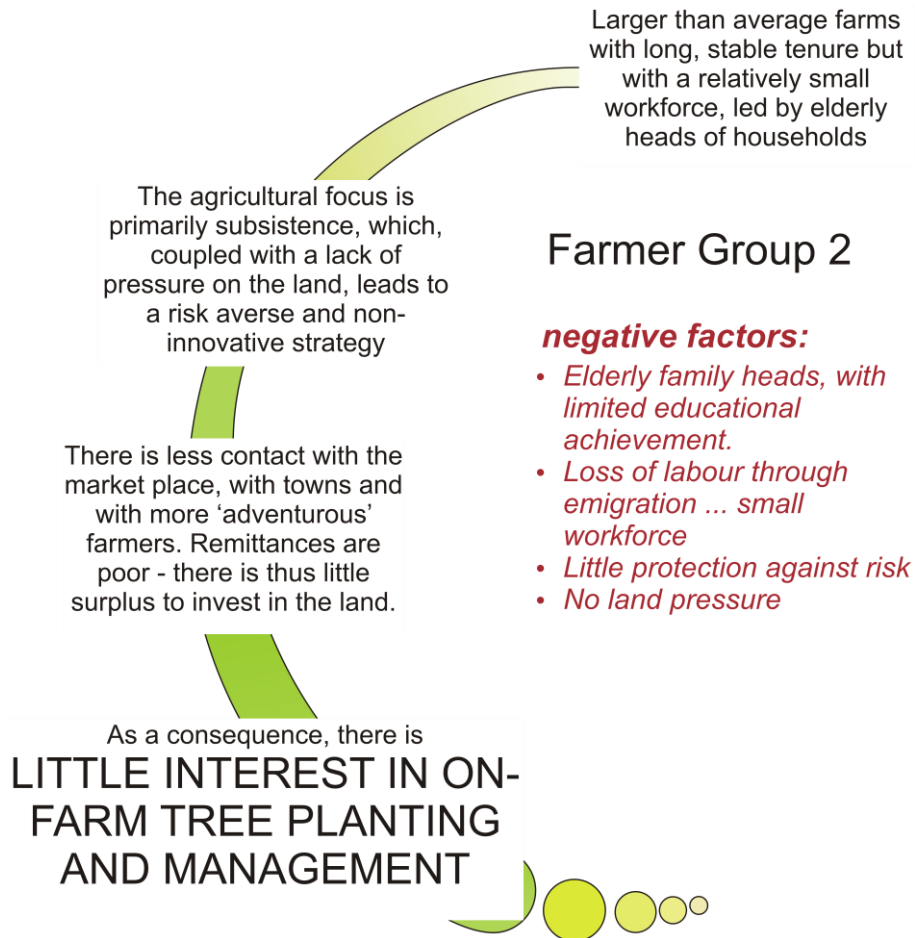 Larger than average farms
with long, stable tenure but
with a relatively small
workforce, led by elderly
heads of households
The agricultural focus is
primarily subsistence, which,
coupled with a lack of
pressure on the land, leads to
a risk averse and non-
innovative strategy
There is less contact with the
market place, with towns and
with more ‘adventurous’
farmers. Remittances are
poor - there is thus little
surplus to invest in the land.
As a consequence, there is
LITTLE INTEREST IN ON-
FARM TREE PLANTING
AND MANAGEMENT
Farmer Group 2
negative factors:
• Elderly family heads, with
limited educational
achievement.
• Loss of labour through
emigration ... small
workforce
• Little protection against risk
• No land pressure